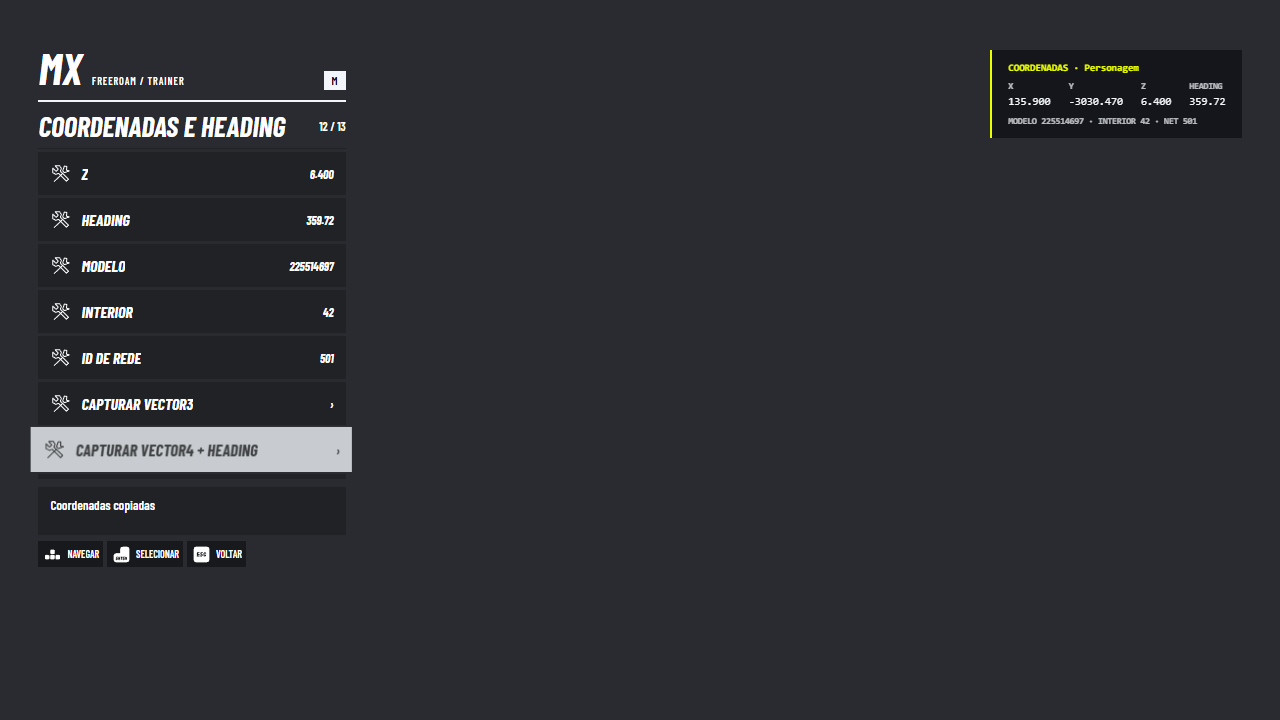 MX FREEROAM / TRAINER M
COORDENADAS E HEADING 12 / 13
Z 6.400
HEADING 359.72
MODELO 225514697
INTERIOR 42
ID DE REDE 501
CAPTURAR VECTOR3 ›
CAPTURAR VECTOR4 + HEADING ›
Coordenadas copiadas
NAVEGAR ENTER SELECIONAR ESC VOLTAR
COORDENADAS · Personagem
X Y Z HEADING
135.900 -3030.470 6.400 359.72
MODELO 225514697 · INTERIOR 42 · NET 501